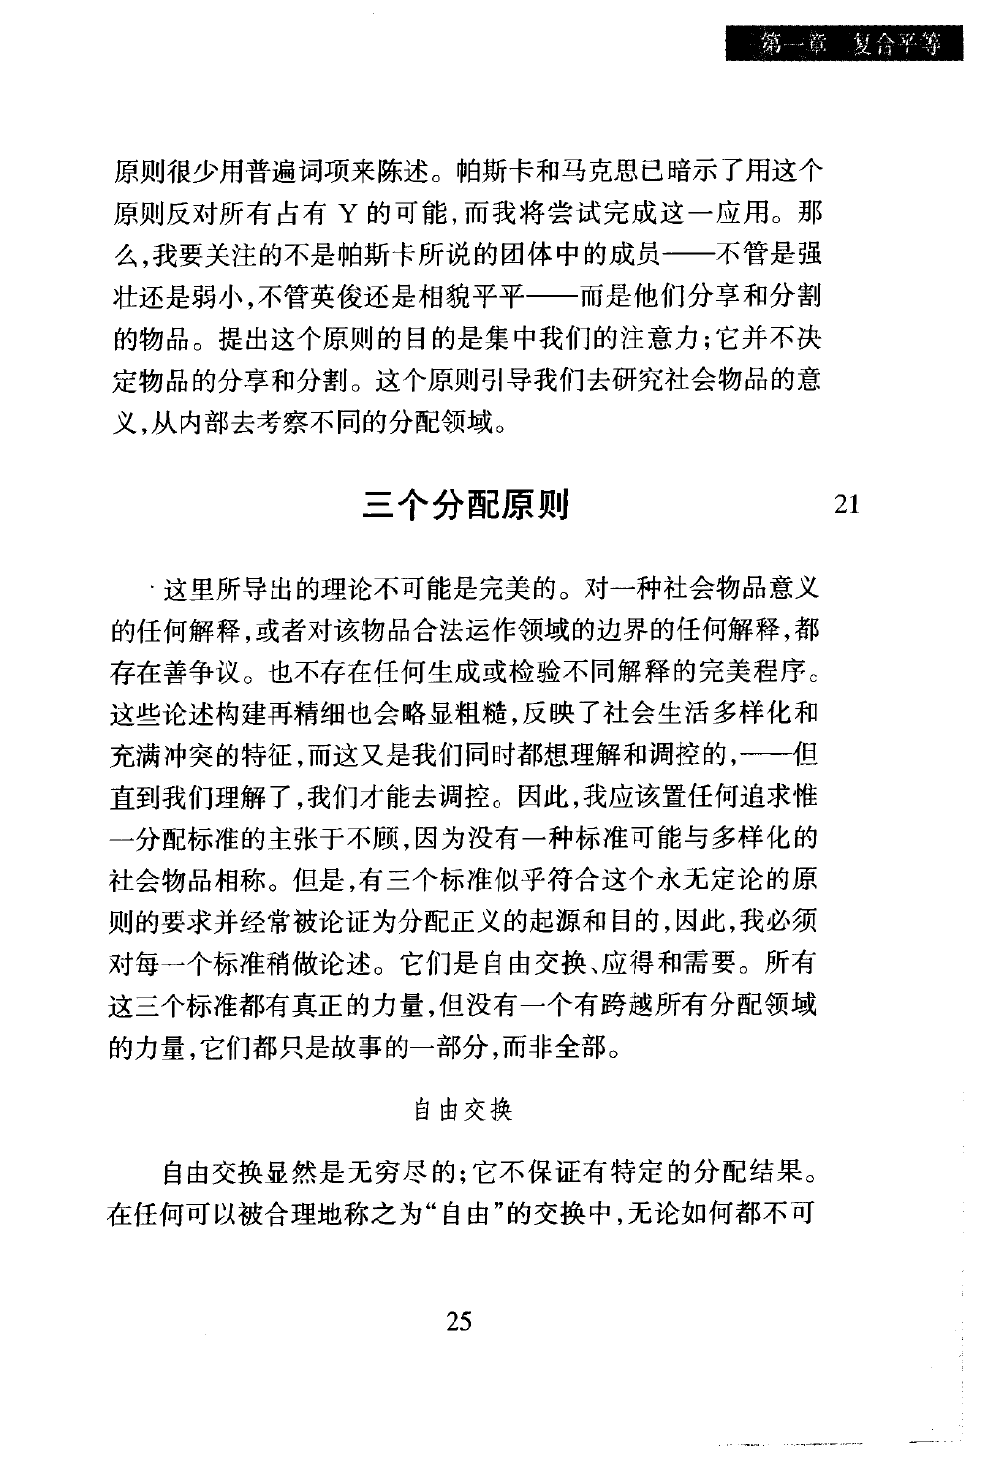 第一章 复合平等
原则很少用普遍词项来陈述。帕斯卡和马克思已暗示了用这个
原则反对所有占有 Y 的可能,而我将尝试完成这一应用。那
么,我要关注的不是帕斯卡所说的团体中的成员——不管是强
壮还是弱小,不管英俊还是相貌平平——而是他们分享和分割
的物品。提出这个原则的目的是集中我们的注意力;它并不决
定物品的分享和分割。这个原则引导我们去研究社会物品的意
义,从内部去考察不同的分配领域。
三个分配原则 21
这里所导出的理论不可能是完美的。对一种社会物品意义
的任何解释,或者对该物品合法运作领域的边界的任何解释,都
存在善争议。也不存在任何生成或检验不同解释的完美程序。
这些论述构建再精细也会略显粗糙,反映了社会生活多样化和
充满冲突的特征,而这又是我们同时都想理解和调控的,——但
直到我们理解了,我们才能去调控。因此,我应该置任何追求惟
一分配标准的主张于不顾,因为没有一种标准可能与多样化的
社会物品相称。但是,有三个标准似乎符合这个永无定论的原
则的要求并经常被论证为分配正义的起源和目的,因此,我必须
对每一个标准稍做论述。它们是自由交换、应得和需要。所有
这三个标准都有真正的力量,但没有一个有跨越所有分配领域
的力量,它们都只是故事的一部分,而非全部。
自由交换
自由交换显然是无穷尽的;它不保证有特定的分配结果。
在任何可以被合理地称之为“自由”的交换中,无论如何都不可
25